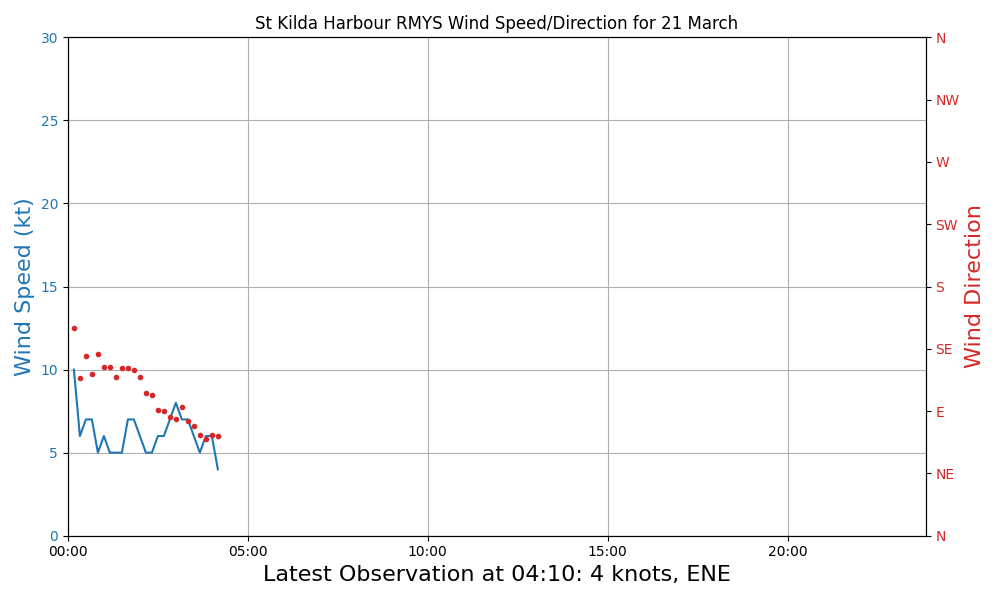 St Kilda Harbour RMYS Wind Speed/Direction for 21 March
30
25
20
15
10
5
0
Wind Speed (kt)
N
NW
W
SW
S
SE
E
NE
N
Wind Direction
00:00 05:00 10:00 15:00 20:00
Latest Observation at 04:10: 4 knots, ENE